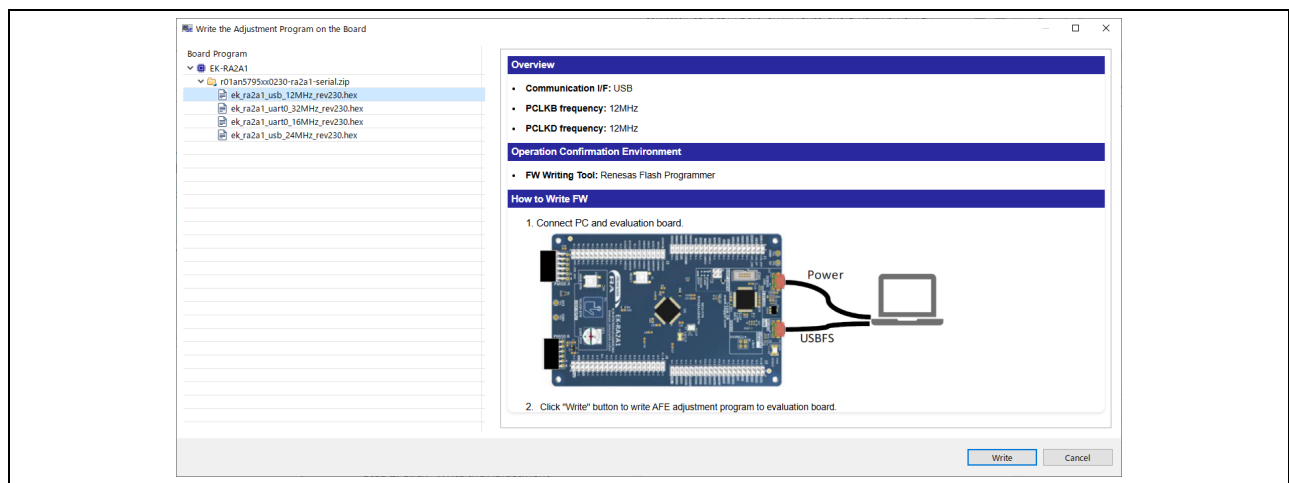 Write the Adjustment Program on the Board
Board Program
EK-RA2A1
r01an5795xx0230-ra2a1-serial.zip
ek_ra2a1_usb_12MHz_rev230.hex
ek_ra2a1_uart0_32MHz_rev230.hex
ek_ra2a1_uart0_16MHz_rev230.hex
ek_ra2a1_usb_24MHz_rev230.hex
Overview
• Communication I/F: USB
• PCLKB frequency: 12MHz
• PCLKD frequency: 12MHz
Operation Confirmation Environment
• FW Writing Tool: Renesas Flash Programmer
How to Write FW
1. Connect PC and evaluation board.
Power
USBFS
RA
EK-RA2A1
2. Click "Write" button to write AFE adjustment program to evaluation board.
Write
Cancel